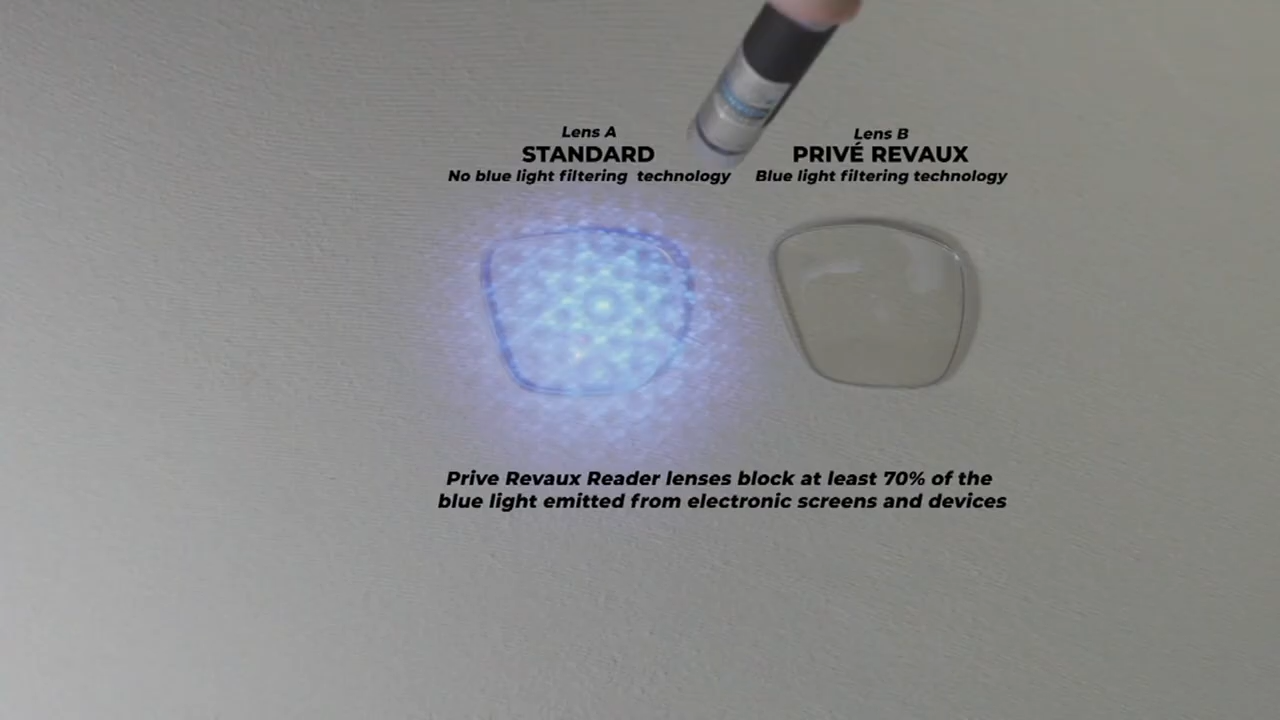 Lens A
STANDARD
No blue light filtering technology
Lens B
PRIVÉ REVAUX
Blue light filtering technology
Prive Revaux Reader lenses block at least 70% of the
blue light emitted from electronic screens and devices